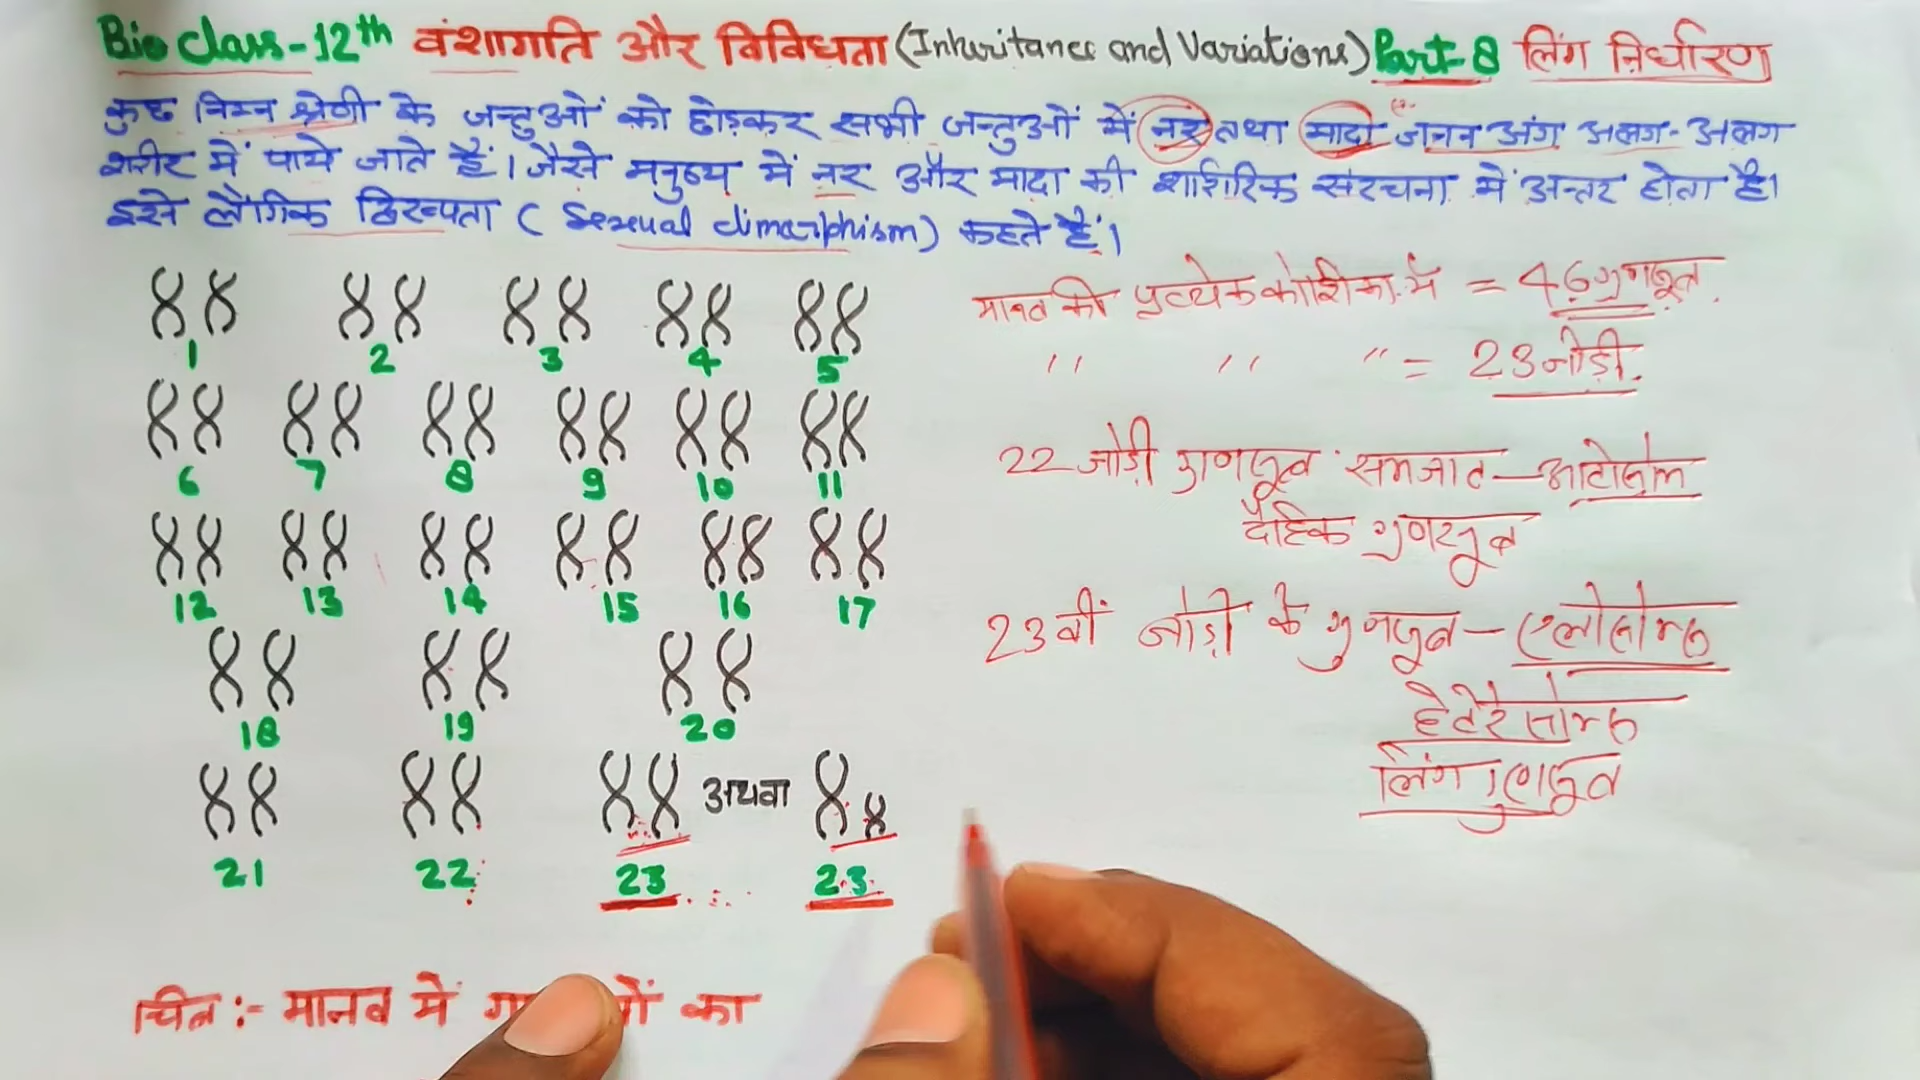 Bio Class-12th वंशागति और विविधता (Inheritance and Variations) Part-8 लिंग निर्धारण
कुछ निम्न श्रेणी के जन्तुओं को छोड़कर सभी जन्तुओं में नर तथा मादा जनन अंग अलग-अलग
शरीर में पाये जाते हैं। जैसे मनुष्य में नर और मादा की शारीरिक संरचना में अन्तर होता है।
इसे लैंगिक द्विरूपता (Sexual dimorphism) कहते हैं।
मानव की प्रत्येक कोशिका में = 46 गुणसूत्र
" " " = 23 जोड़ी
22 जोड़ी गुणसूत्र समजात - ऑटोसोम
दैहिक गुणसूत्र
23वीं जोड़ी के गुणसूत्र -
लिंग गुणसूत्र
1 2 3 4 5
6 7 8 9 10 11
12 13 14 15 16 17
18 19 20
अथवा
21 22 23 23
चित्र :- मानव में का